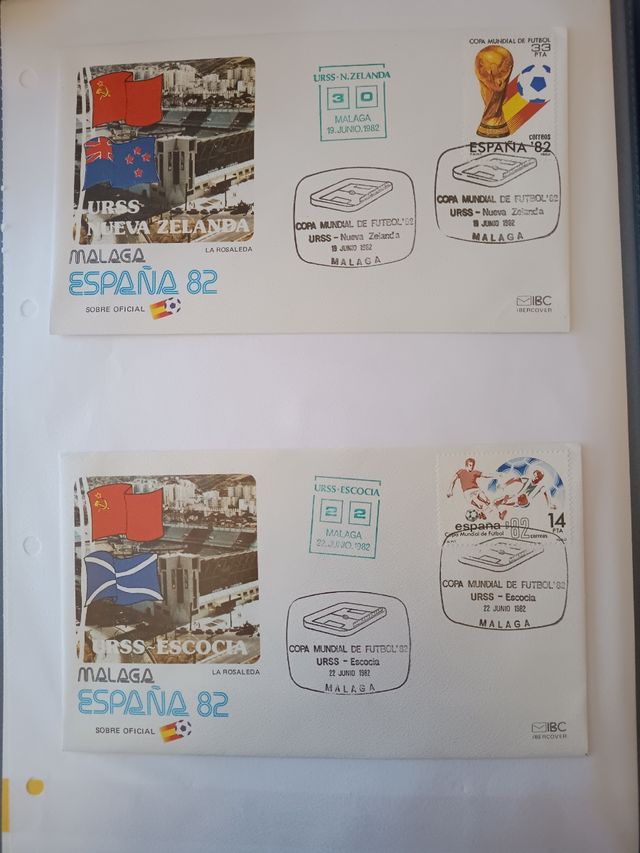 COPA MUNDIAL DE FUTBOL
33
PTA
correos
ESPAÑA '82
URSS-N.ZELANDA
3 0
MALAGA
19.JUNIO.1982
URSS
NUEVA ZELANDA
LA ROSALEDA
MALAGA
ESPAÑA 82
SOBRE OFICIAL
COPA MUNDIAL DE FUTBOL'82
URSS - Nueva Zelanda
19 JUNIO 1982
MALAGA
COPA MUNDIAL DE FUTBOL'82
URSS - Nueva Zelanda
19 JUNIO 1982
MALAGA
IBC
IBERCOVER
URSS-ESCOCIA
2 2
MALAGA
22.JUNIO.1982
14
PTA
españa '82
Copa Mundial de Fútbol
correos
URSS-ESCOCIA
LA ROSALEDA
MALAGA
ESPAÑA 82
SOBRE OFICIAL
COPA MUNDIAL DE FUTBOL'82
URSS - Escocia
22 JUNIO 1982
MALAGA
COPA MUNDIAL DE FUTBOL'82
URSS - Escocia
22 JUNIO 1982
MALAGA
IBC
IBERCOVER